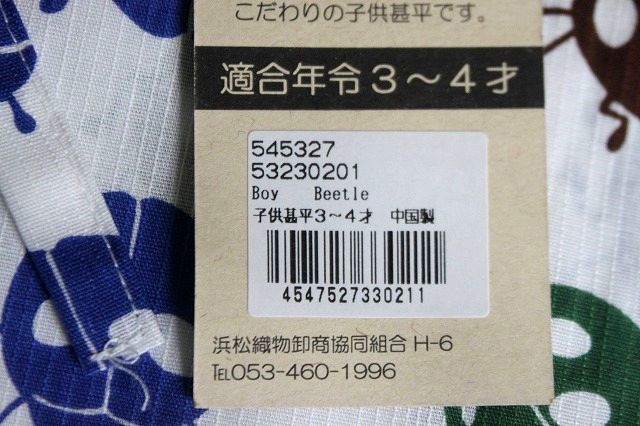 こだわりの子供甚平です。
適合年令3～4才
545327
53230201
Boy Beetle
子供甚平3～4才 中国製
4547527330211
浜松織物卸商協同組合 H-6
TEL053-460-1996